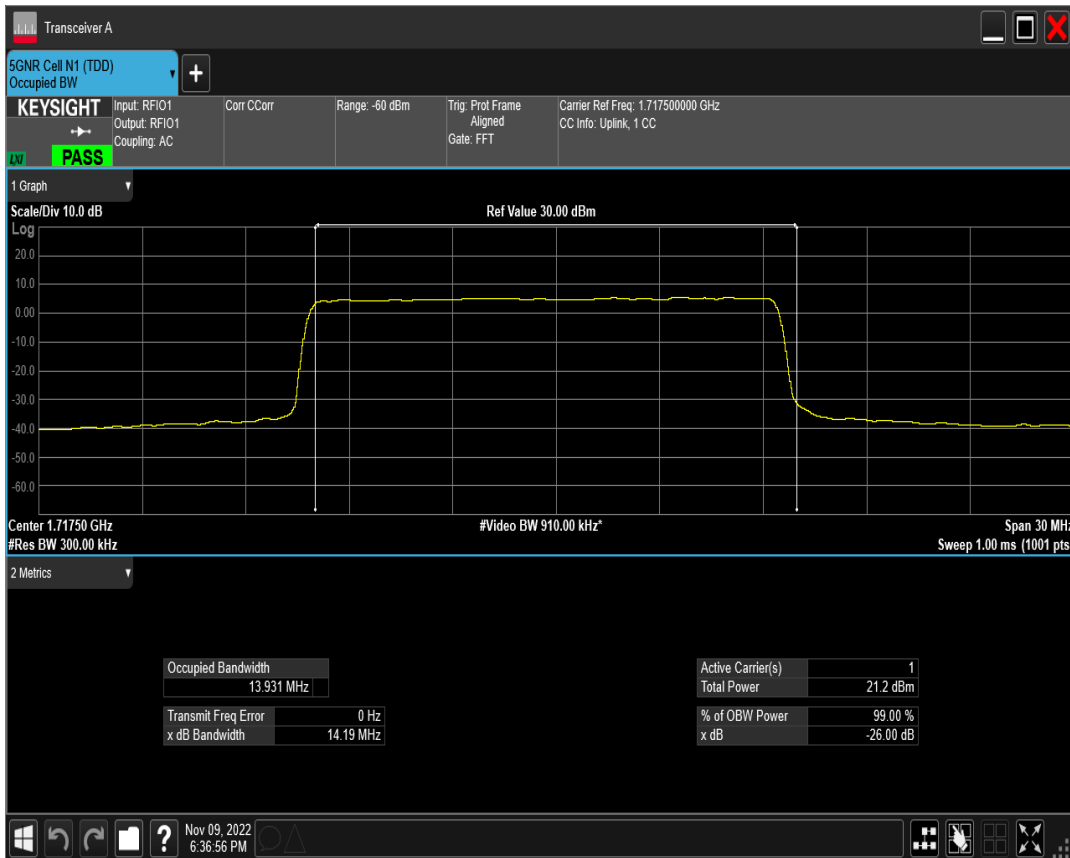 Transceiver A
5GNR Cell N1 (TDD)
Occupied BW
+
KEYSIGHT
LXI
PASS
Input: RFIO1
Output: RFIO1
Coupling: AC
Corr CCorr
Range: -60 dBm
Trig: Prot Frame
Aligned
Gate: FFT
Carrier Ref Freq: 1.717500000 GHz
CC Info: Uplink, 1 CC
1 Graph
Scale/Div 10.0 dB
Ref Value 30.00 dBm
Log
20.0
10.0
0.00
-10.0
-20.0
-30.0
-40.0
-50.0
-60.0
Center 1.71750 GHz
#Video BW 910.00 kHz*
Span 30 MHz
#Res BW 300.00 kHz
Sweep 1.00 ms (1001 pts
2 Metrics
Occupied Bandwidth
13.931 MHz
Transmit Freq Error 0 Hz
x dB Bandwidth 14.19 MHz
Active Carrier(s) 1
Total Power 21.2 dBm
% of OBW Power 99.00 %
x dB -26.00 dB
?
Nov 09, 2022
6:36:56 PM